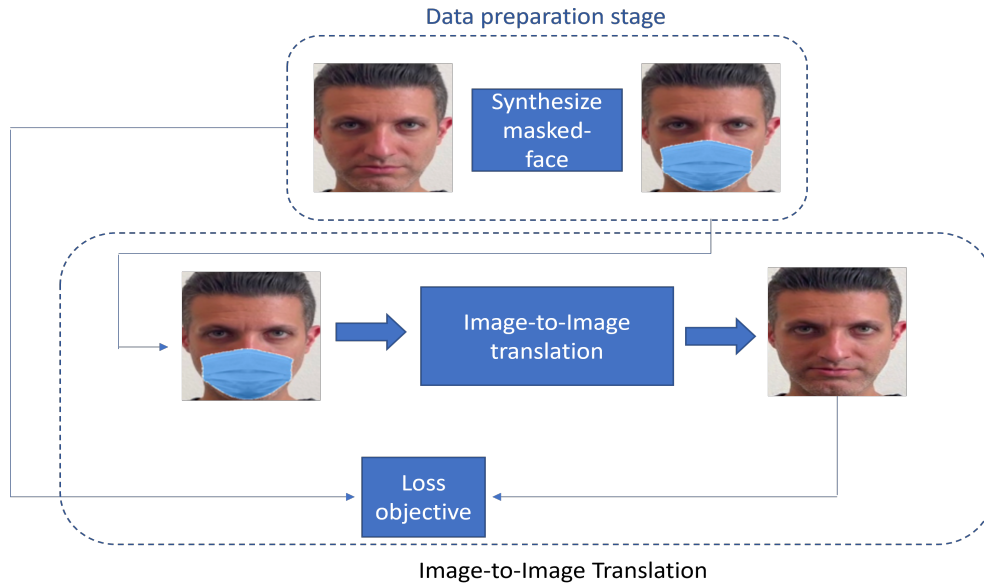 Data preparation stage
Synthesize
masked-
face
Image-to-Image
translation
Loss
objective
Image-to-Image Translation